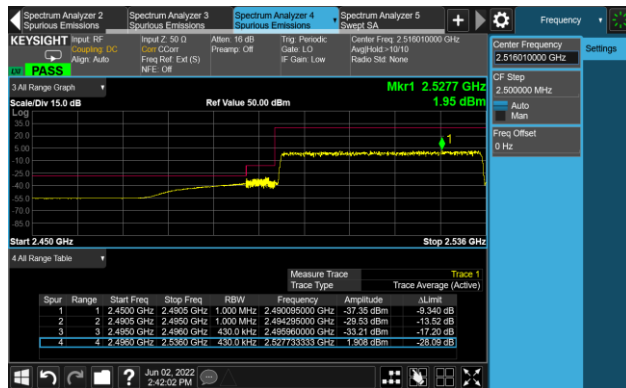 Spectrum Analyzer 2
Spurious Emissions
Spectrum Analyzer 3
Spurious Emissions
Spectrum Analyzer 4
Spurious Emissions
Spectrum Analyzer 5
Swept SA
+
Frequency
KEYSIGHT
Input: RF
Coupling: DC
Align: Auto
Input Z: 50 Ω
Corr CCorr
Freq Ref: Ext (S)
NFE: Off
Atten: 16 dB
Preamp: Off
Trig: Periodic
Gate: LO
IF Gain: Low
Center Freq: 2.516010000 GHz
Avg|Hold:>10/10
Radio Std: None
PASS
3 All Range Graph
Mkr1 2.5277 GHz
Scale/Div 15.0 dB
Ref Value 50.00 dBm
1.95 dBm
Log
35.0
20.0
5.00
-10.0
-25.0
-40.0
-55.0
-70.0
-85.0
1
Start 2.450 GHz
Stop 2.536 GHz
4 All Range Table
Measure Trace
Trace 1
Trace Type
Trace Average (Active)
Spur Range Start Freq Stop Freq RBW Frequency Amplitude ΔLimit
1 1 2.4500 GHz 2.4905 GHz 1.000 MHz 2.490095000 GHz -37.35 dBm -9.340 dB
2 2 2.4905 GHz 2.4950 GHz 1.000 MHz 2.494295000 GHz -29.53 dBm -13.52 dB
3 3 2.4950 GHz 2.4960 GHz 430.0 kHz 2.495960000 GHz -33.21 dBm -17.20 dB
4 4 2.4960 GHz 2.5360 GHz 430.0 kHz 2.527733333 GHz 1.908 dBm -28.09 dB
Center Frequency
2.516010000 GHz
Settings
CF Step
2.500000 MHz
Auto
Man
Freq Offset
0 Hz
?
Jun 02, 2022
2:42:02 PM